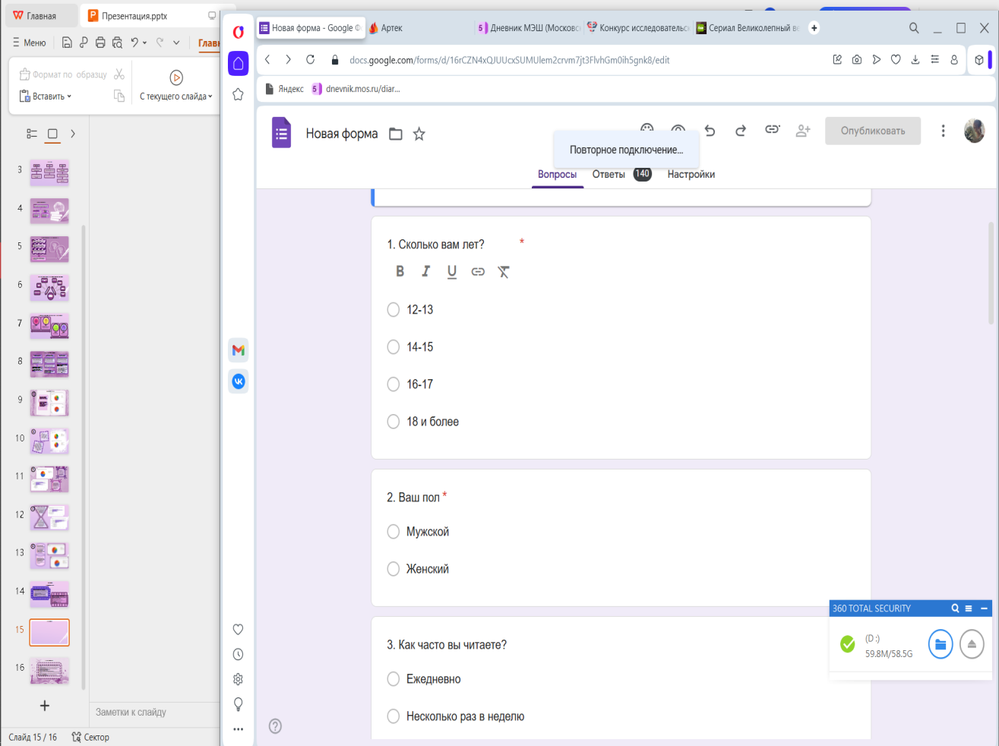 Главная
Презентация.pptx
Меню
Главн
Формат по образцу
Вставить
С текущего слайда
3
4
5
6
7
8
9
10
11
12
13
14
15
16
Заметки к слайду
Слайд 15 / 16
Сектор
Новая форма - Google Ф
Артек
Дневник МЭШ (Московс
Конкурс исследовательск
Сериал Великолепный ве
docs.google.com/forms/d/16rCZN4xQJUUcxSUMUlem2crvm7jt3FlvhGm0ih5gnk8/edit
Яндекс
dnevnik.mos.ru/diar...
Новая форма
Опубликовать
Повторное подключение...
Вопросы
Ответы 140
Настройки
1. Сколько вам лет? *
12-13
14-15
16-17
18 и более
2. Ваш пол *
Мужской
Женский
3. Как часто вы читаете?
Ежедневно
Несколько раз в неделю
360 TOTAL SECURITY
(D:)
59.8M/58.5G